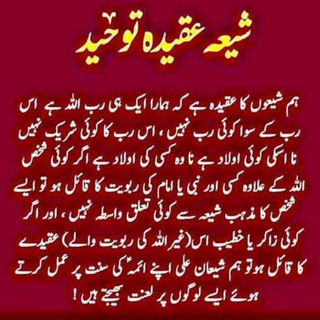 شیعہ عقیدہ توحید
ہم شیعوں کا عقیدہ ہے کہ ہمارا ایک ہی رب اللہ ہے اس
رب کے سوا کوئی رب نہیں ، اس رب کا کوئی شریک نہیں
نا اسکی کوئی اولاد ہے نا وہ کسی کی اولاد ہے اگر کوئی شخص
اللہ کے علاوہ کسی اور نبی یا امام کی ربوبیت کا قائل ہو تو ایسے
شخص کا مذہب شیعہ سے کوئی تعلق واسطہ نہیں ، اور اگر
کوئی ذاکر یا خطیب اس (غیر اللہ کی ربوبیت والے) عقیدے
کا قائل ہو تو ہم شیعان علی اپنے ائمہؑ کی سنت پر عمل کرتے
ہوئے ایسے لوگوں پر لعنت بھیجتے ہیں !